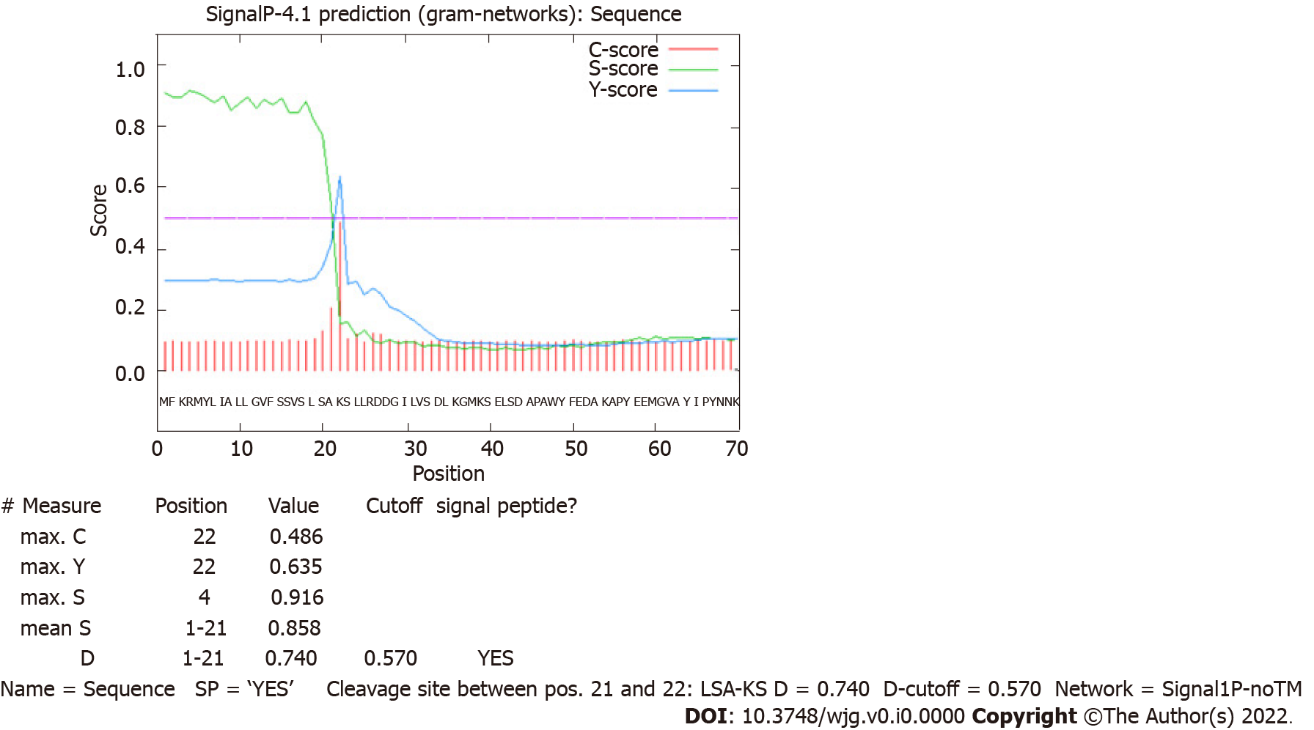 SignalP-4.1 prediction (gram-networks): Sequence
C-score
S-score
Y-score
1.0
0.8
0.6
0.4
0.2
0.0
Score
MF KRMYL IA LL GVF SSVS L SA KS LLRDDG I LVS DL KGMKS ELSD APAWY FEDA KAPY EEMGVA Y I PYNNK
0 10 20 30 40 50 60 70
Position
# Measure Position Value Cutoff signal peptide?
max. C 22 0.486
max. Y 22 0.635
max. S 4 0.916
mean S 1-21 0.858
D 1-21 0.740 0.570 YES
Name = Sequence SP = ‘YES’ Cleavage site between pos. 21 and 22: LSA-KS D = 0.740 D-cutoff = 0.570 Network = Signal1P-noTM
DOI: 10.3748/wjg.v0.i0.0000 Copyright ©The Author(s) 2022.